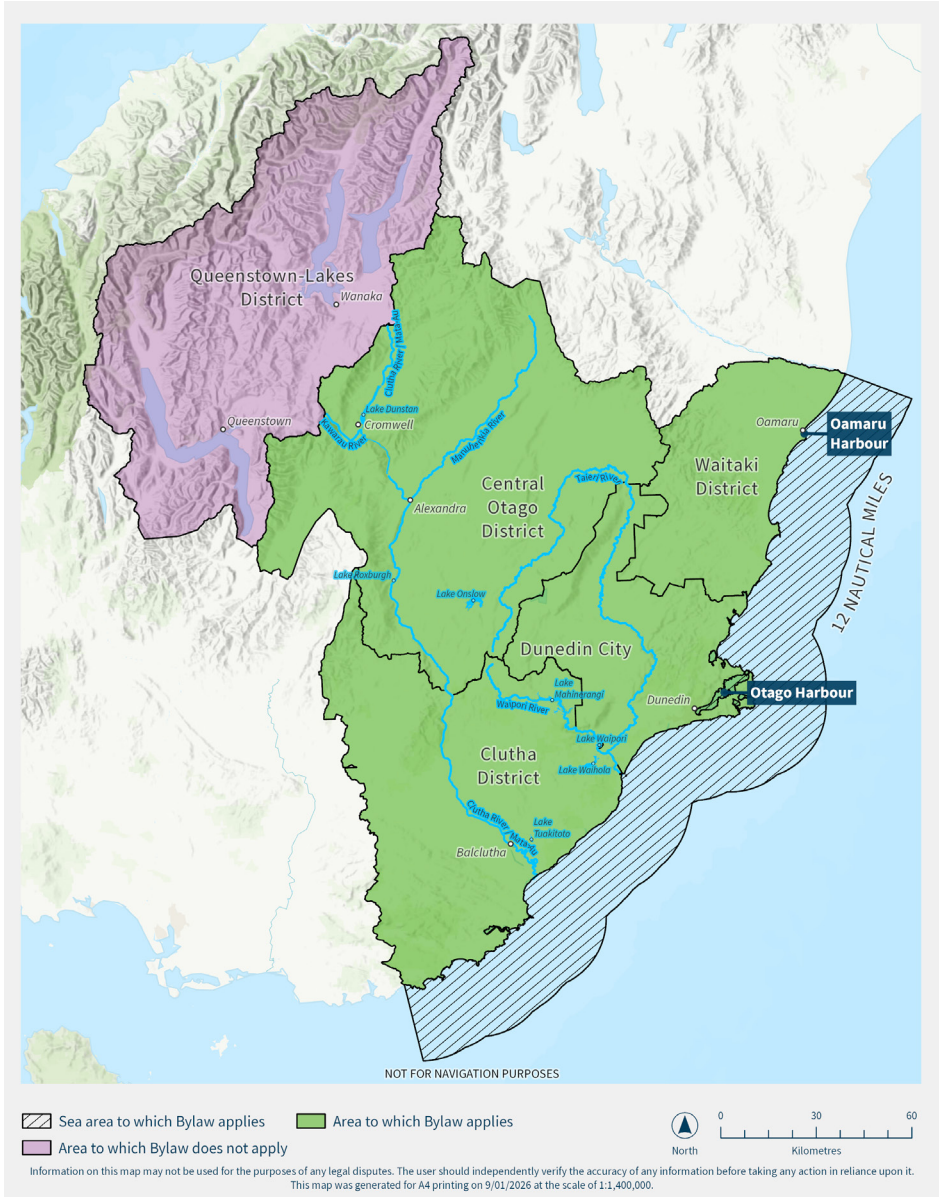 Queenstown-Lakes
District
Wanaka
Clutha
River / Mata-Au
Lake Dunstan
Cromwell
Kawarau River
Queenstown
Manuherikia River
Alexandra
Central
Otago
District
Taieri River
Waitaki
District
Oamaru
Oamaru
Harbour
12 NAUTICAL MILES
Lake Roxburgh
Lake Onslow
Dunedin City
Dunedin
Otago Harbour
Lake
Mahinerangi
Waipori River
Lake Waipori
Lake Waihola
Clutha
District
Clutha River / Mata-Au
Lake
Tuakitoto
Balclutha
NOT FOR NAVIGATION PURPOSES
Sea area to which Bylaw applies
Area to which Bylaw applies
Area to which Bylaw does not apply
North
0 30 60
Kilometres
Information on this map may not be used for the purposes of any legal disputes. The user should independently verify the accuracy of any information before taking any action in reliance upon it.
This map was generated for A4 printing on 9/01/2026 at the scale of 1:1,400,000.